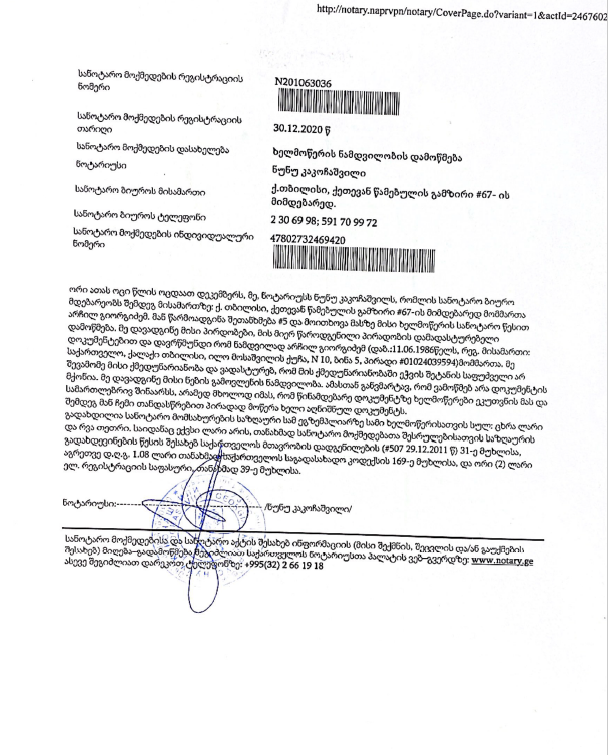 http://notary.naprvpn/notary/CoverPage.do?variant=1&actId=2467602
სანოტარო მოქმედების რეგისტრაციის ნომერი
N201063036
სანოტარო მოქმედების რეგისტრაციის თარიღი
30.12.2020 წ
სანოტარო მოქმედების დასახელება
ხელმოწერის ნამდვილობის დამოწმება
ნოტარიუსი
ნუნუ კაკოჩაშვილი
სანოტარო ბიუროს მისამართი
ქ.თბილისი, ქეთევან წამებულის გამზირი #67- ის მიმდებარედ.
სანოტარო ბიუროს ტელეფონი
2 30 69 98; 591 70 99 72
სანოტარო მოქმედების ინდივიდუალური ნომერი
47802732469420
ორი ათას ოცი წლის ოცდაათ დეკემბერს, მე, ნოტარიუსს ნუნუ კაკოჩაშვილს, რომლის სანოტარო ბიურო
მდებარეობს შემდეგ მისამართზე: ქ. თბილისი, ქეთევან წამებულის გამზირი #67-ის მიმდებარედ მომმართა
არჩილ გიორგიძემ. მან წარმოადგინა შეთანხმება #5 და მოითხოვა მასზე მისი ხელმოწერის სანოტარო წესით
დამოწმება. მე დავადგინე მისი პირადობა, მის მიერ წარმოდგენილი პირადობის დამადასტურებელი
დოკუმენტებით და დავრწმუნდი რომ ნამდვილად არჩილ გიორგიძემ (დაბ.:11.06.1986წელს, რეგ. მისამართი:
საქართველო, ქალაქი თბილისი, ილო მოსაშვილის ქუჩა, N 10, ბინა 5, პირადი #01024039594)მომმართა. მე
შევამოვმე მისი ქმედუნარიანობა და ვადასტურებ, რომ მის ქმედუნარიანობაში ეჭვის შეტანის საფუძველი არ
მქონია. მე დავადგინე მისი ნების გამოვლენის ნამდვილობა. ამასთან განვმარტავ, რომ ვამოწმებ არა დოკუმენტის
სამართლებრივ შინაარსს, არამედ მხოლოდ იმას, რომ წინამდებარე დოკუმენტზე ხელმოწერები ეკუთვნის მას და
შემდეგ მან ჩემი თანდასწრებით პირადად მოწერა ხელი აღნიშნულ დოკუმენტს.
გადახდილია სანოტარო მომსახურების საზღაური სამ ეგზემპლიარზე სამი ხელმოწერისათვის სულ: ცხრა ლარი
და რვა თეთრი. საიდანაც ექვსი ლარი არის, თანახმად სანოტარო მოქმედებათა შესრულებისათვის საზღაურის
გადახდევინების წესის შესახებ საქართველოს მთავრობის დადგენილების (#507 29.12.2011 წ) 31-ე მუხლისა,
აგრეთვე დ.ღ.გ. 1.08 ლარი თანახმად საქართველოს საგადასახადო კოდექსის 169-ე მუხლისა, და ორი (2) ლარი
ელ. რეგისტრაციის საფასური, თანახმად 39-ე მუხლისა.
ნოტარიუსი:
/ნუნუ კაკოჩაშვილი/
სანოტარო მოქმედებისა და სანოტარო აქტის შესახებ ინფორმაციის (მისი შექმნის, შეცვლის და/ან გაუქმების
შესახებ) მიღება-გადამოწმება შეგიძლიათ საქართველოს ნოტარიუსთა პალატის ვებ-გვერდზე: www.notary.ge
ასევე შეგიძლიათ დარეკოთ ტელეფონზე: +995(32) 2 66 19 18